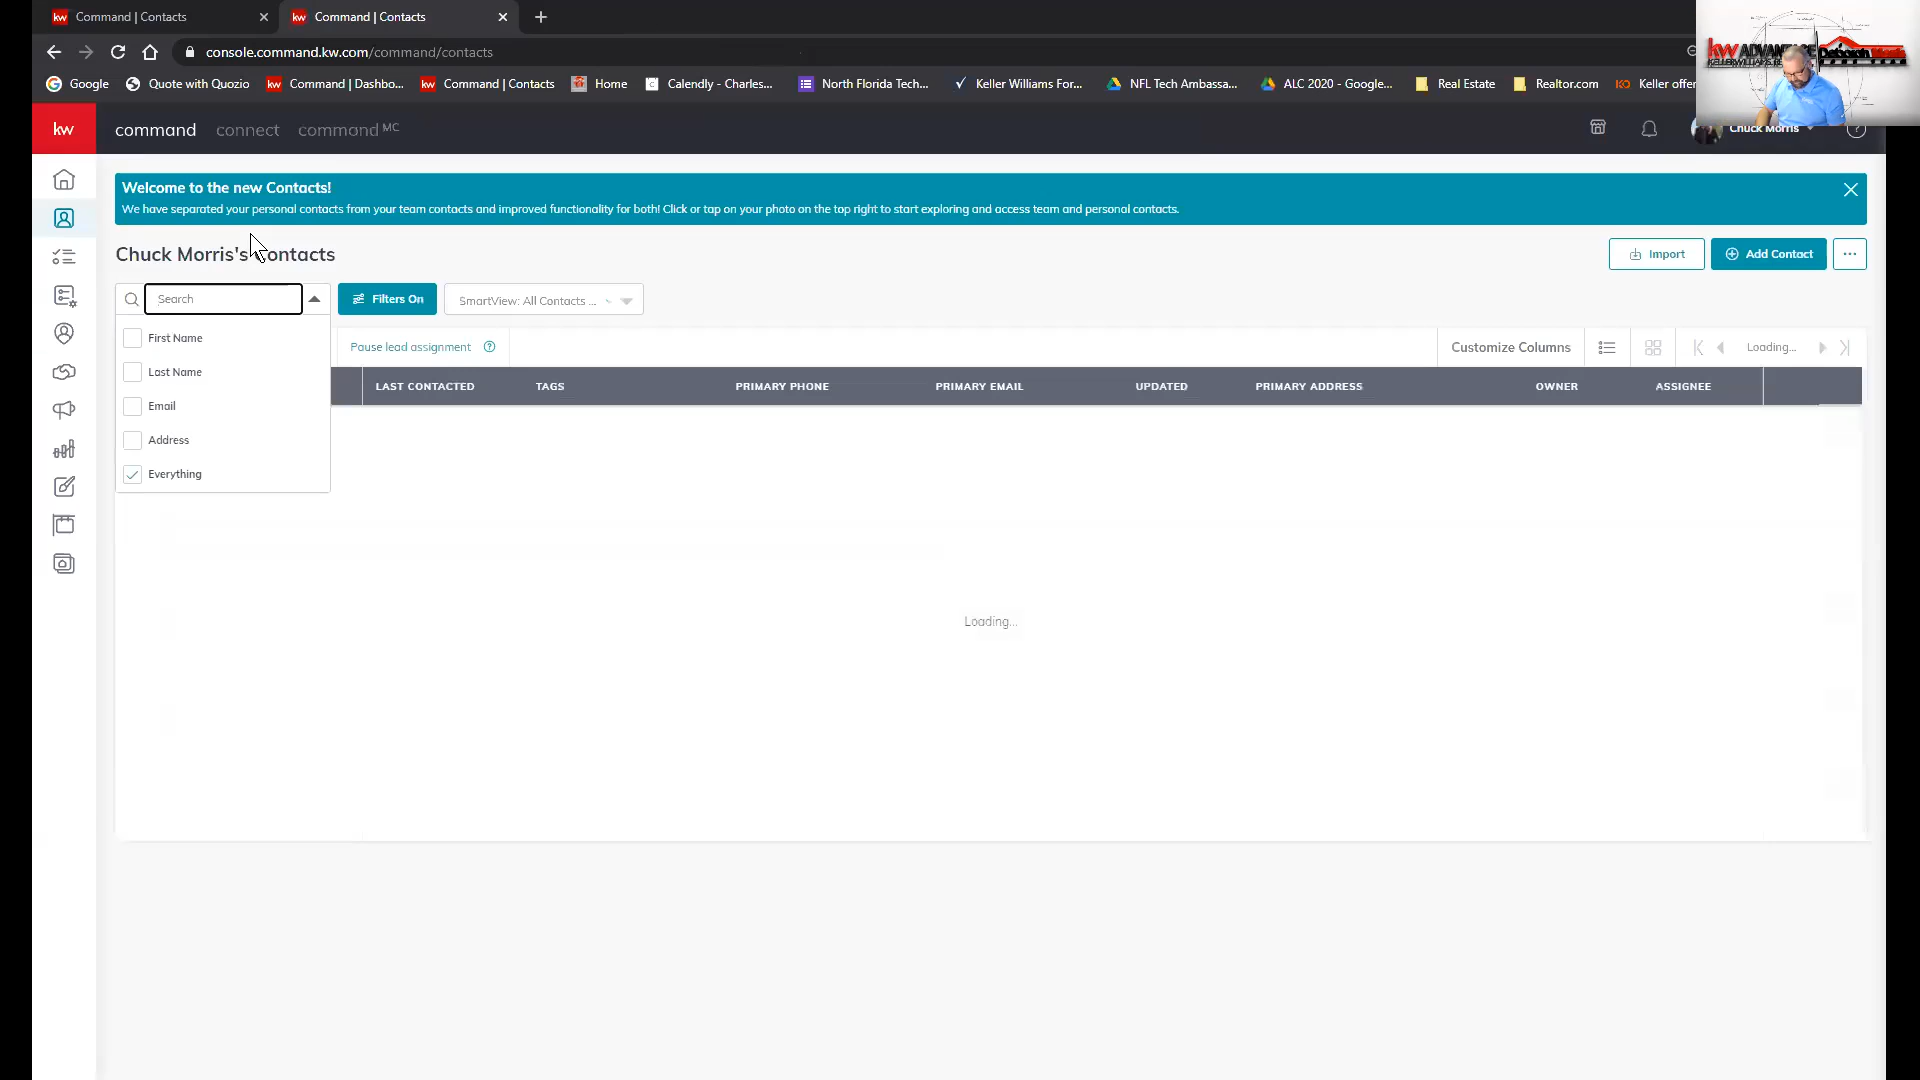 kw Command | Contacts
kw Command | Contacts
console.command.kw.com/command/contacts
Google Quote with Quozio kw Command | Dashbo... kw Command | Contacts Home Calendly - Charles... North Florida Tech... Keller Williams For... NFL Tech Ambassa... ALC 2020 - Google... Real Estate Realtor.com KO Keller offer
kw command connect command MC Chuck Morris
Welcome to the new Contacts!
We have separated your personal contacts from your team contacts and improved functionality for both! Click or tap on your photo on the top right to start exploring and access team and personal contacts.
Chuck Morris's Contacts Import Add Contact
Search Filters On SmartView: All Contacts ...
First Name
Last Name
Email
Address
Everything
Pause lead assignment Customize Columns Loading...
LAST CONTACTED TAGS PRIMARY PHONE PRIMARY EMAIL UPDATED PRIMARY ADDRESS OWNER ASSIGNEE
Loading...